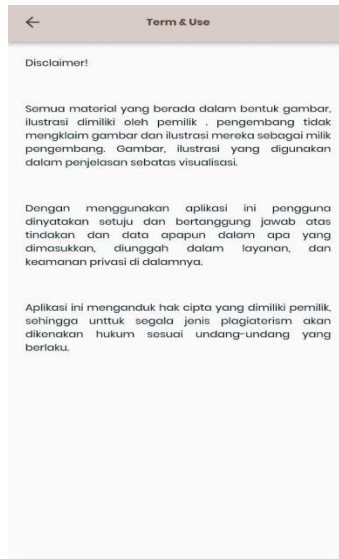 Term & Use
Disclaimer!
Semua material yang berada dalam bentuk gambar,
ilustrasi dimiliki oleh pemilik . pengembang tidak
mengklaim gambar dan ilustrasi mereka sebagai milik
pengembang. Gambar, ilustrasi yang digunakan
dalam penjelasan sebatas visualisasi.
Dengan menggunakan aplikasi ini pengguna
dinyatakan setuju dan bertanggung jawab atas
tindakan dan data apapun dalam apa yang
dimasukkan, diunggah dalam layanan, dan
keamanan privasi di dalamnya.
Aplikasi ini menganduk hak cipta yang dimiliki pemilik,
sehingga unttuk segala jenis plagiaterism akan
dikenakan hukum sesuai undang-undang yang
berlaku.